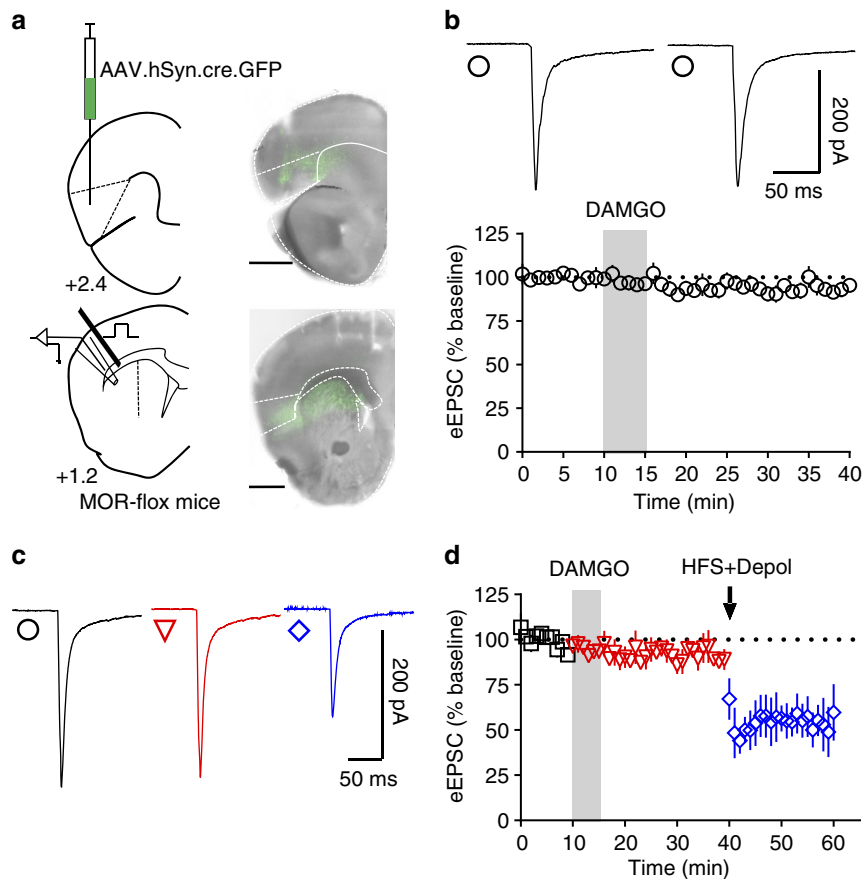 a
AAV.hSyn.cre.GFP
+2.4
+1.2
MOR-flox mice
b
200 pA
50 ms
DAMGO
eEPSC (% baseline)
125
100
75
50
25
0
0 5 10 15 20 25 30 35 40
Time (min)
c
200 pA
50 ms
d
DAMGO
HFS+Depol
eEPSC (% baseline)
125
100
75
50
25
0
0 10 20 30 40 50 60
Time (min)